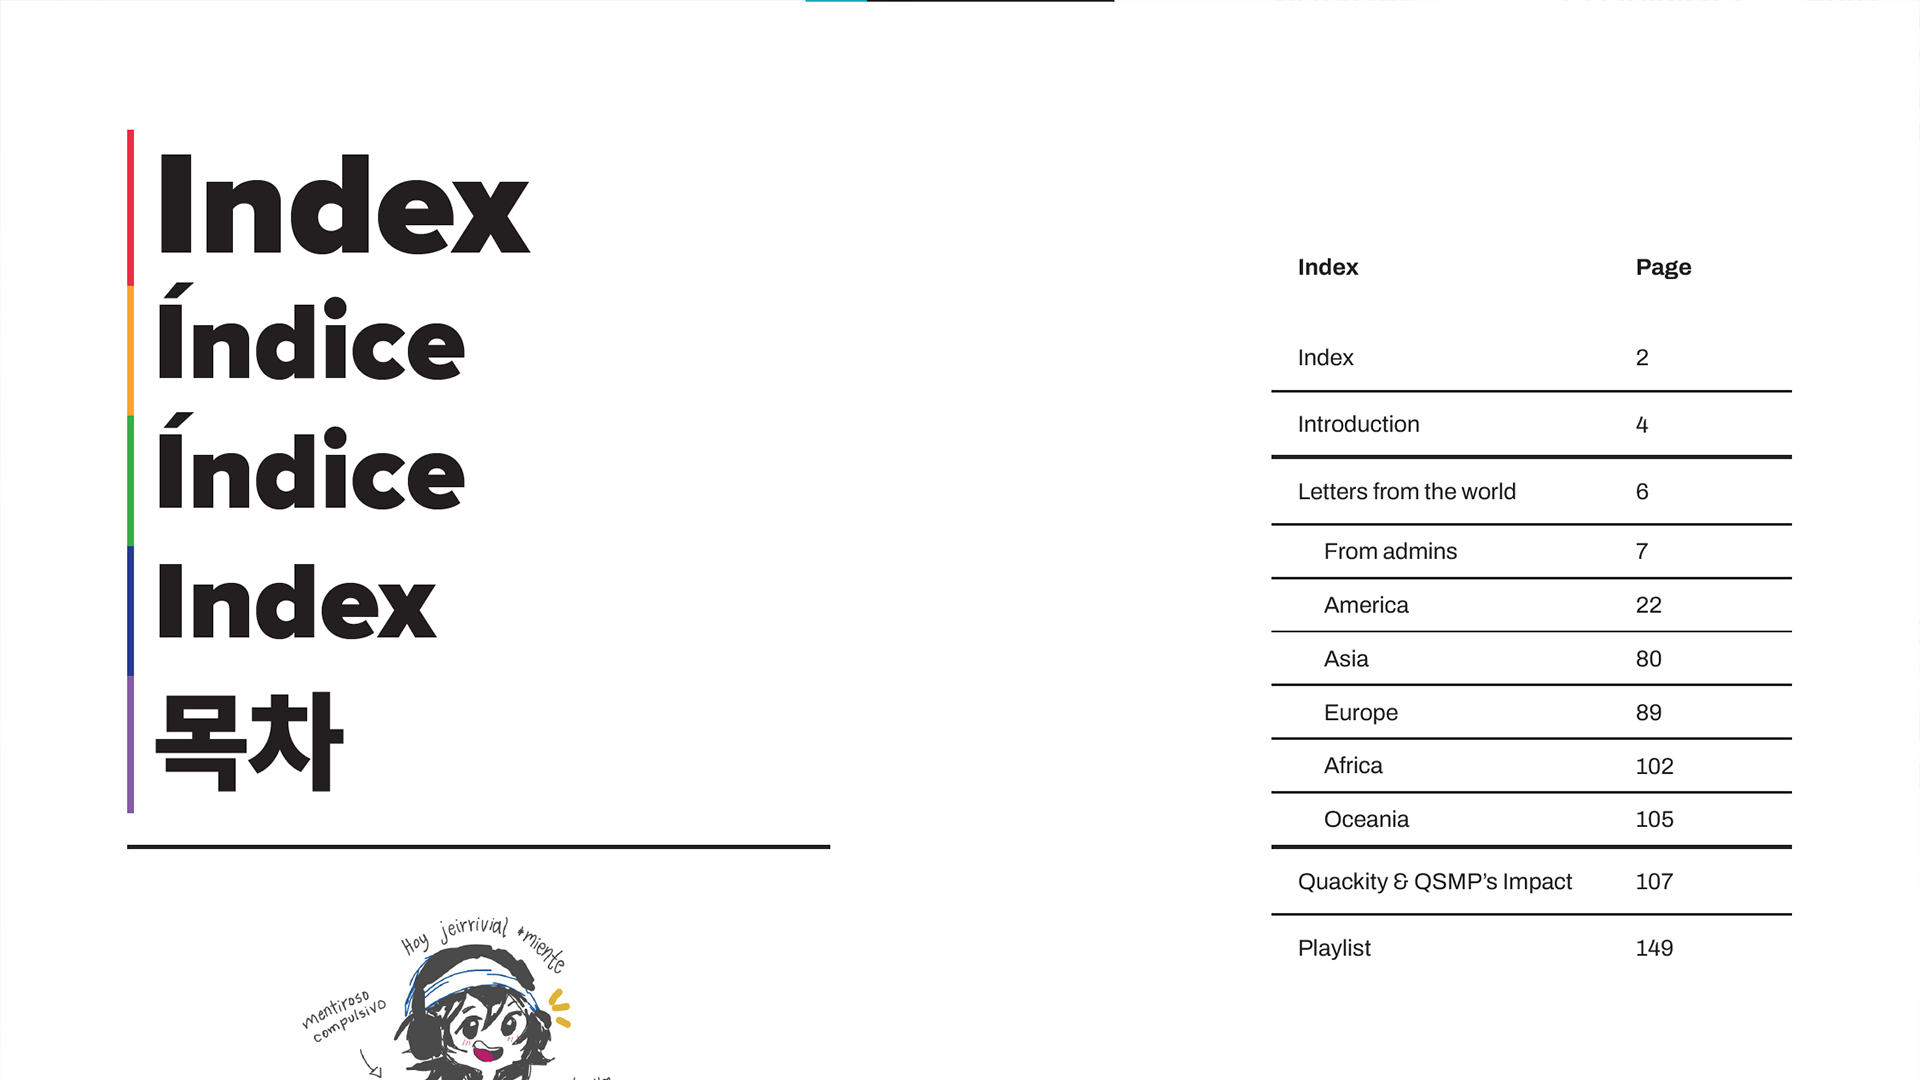 Index
Índice
Índice
Index
목차
Hoy jeirrivial *miente
mentiroso
compulsivo
Index Page
Index 2
Introduction 4
Letters from the world 6
From admins 7
America 22
Asia 80
Europe 89
Africa 102
Oceania 105
Quackity & QSMP’s Impact 107
Playlist 149